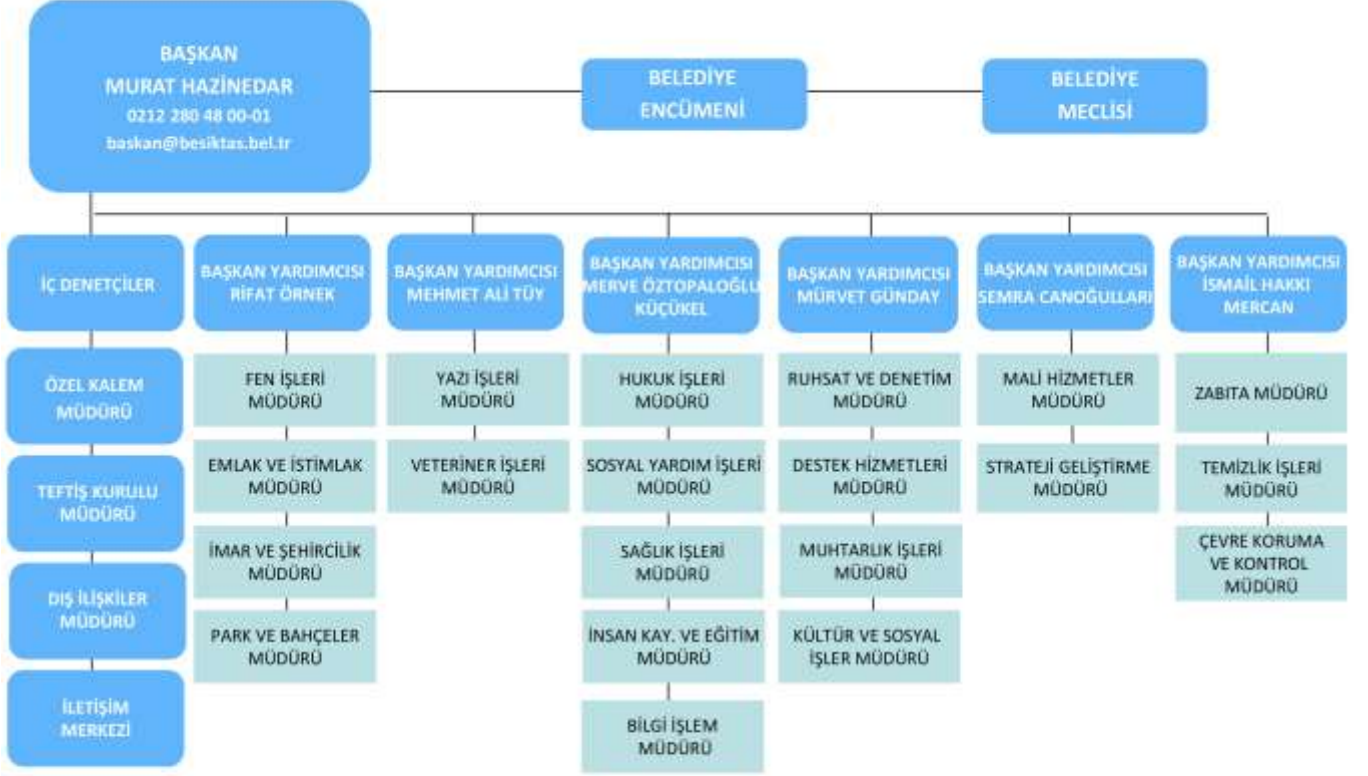 BAŞKAN
MURAT HAZİNEDAR
0212 280 48 00-01
baskan@besiktas.bel.tr
BELEDİYE
ENCÜMENİ
BELEDİYE
MECLİSİ
İÇ DENETÇİLER
ÖZEL KALEM
MÜDÜRÜ
TEFTİŞ KURULU
MÜDÜRÜ
DIŞ İLİŞKİLER
MÜDÜRÜ
İLETİŞİM
MERKEZİ
BAŞKAN YARDIMCISI
RİFAT ÖRNEK
FEN İŞLERİ
MÜDÜRÜ
EMLAK VE İSTİMLAK
MÜDÜRÜ
İMAR VE ŞEHİRCİLİK
MÜDÜRÜ
PARK VE BAHÇELER
MÜDÜRÜ
BAŞKAN YARDIMCISI
MEHMET ALİ TÜY
YAZI İŞLERİ
MÜDÜRÜ
VETERİNER İŞLERİ
MÜDÜRÜ
BAŞKAN YARDIMCISI
MERVE ÖZTOPALOĞLU
KÜÇÜKEL
HUKUK İŞLERİ
MÜDÜRÜ
SOSYAL YARDIM İŞLERİ
MÜDÜRÜ
SAĞLIK İŞLERİ
MÜDÜRÜ
İNSAN KAY. VE EĞİTİM
MÜDÜRÜ
BİLGİ İŞLEM
MÜDÜRÜ
BAŞKAN YARDIMCISI
MÜRVET GÜNDAY
RUHSAT VE DENETİM
MÜDÜRÜ
DESTEK HİZMETLERİ
MÜDÜRÜ
MUHTARLIK İŞLERİ
MÜDÜRÜ
KÜLTÜR VE SOSYAL
İŞLER MÜDÜRÜ
BAŞKAN YARDIMCISI
SEMRA CANOĞULLARI
MALİ HİZMETLER
MÜDÜRÜ
STRATEJİ GELİŞTİRME
MÜDÜRÜ
BAŞKAN YARDIMCISI
İSMAİL HAKKI
MERCAN
ZABITA MÜDÜRÜ
TEMİZLİK İŞLERİ
MÜDÜRÜ
ÇEVRE KORUMA
VE KONTROL
MÜDÜRÜ